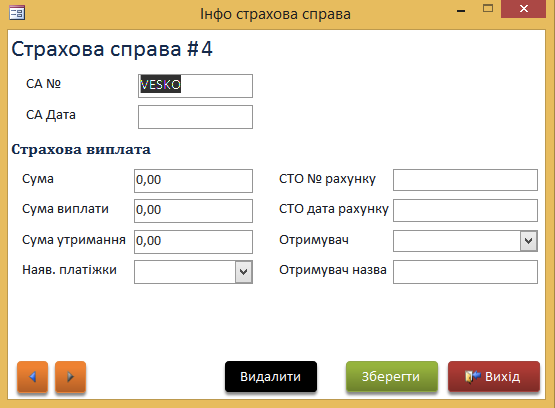 Інфо страхова справа
Страхова справа #4
СА № VESKO
СА Дата
Страхова виплата
Сума 0,00 СТО № рахунку
Сума виплати 0,00 СТО дата рахунку
Сума утримання 0,00 Отримувач
Наяв. платіжки Отримувач назва
Видалити Зберегти Вихід